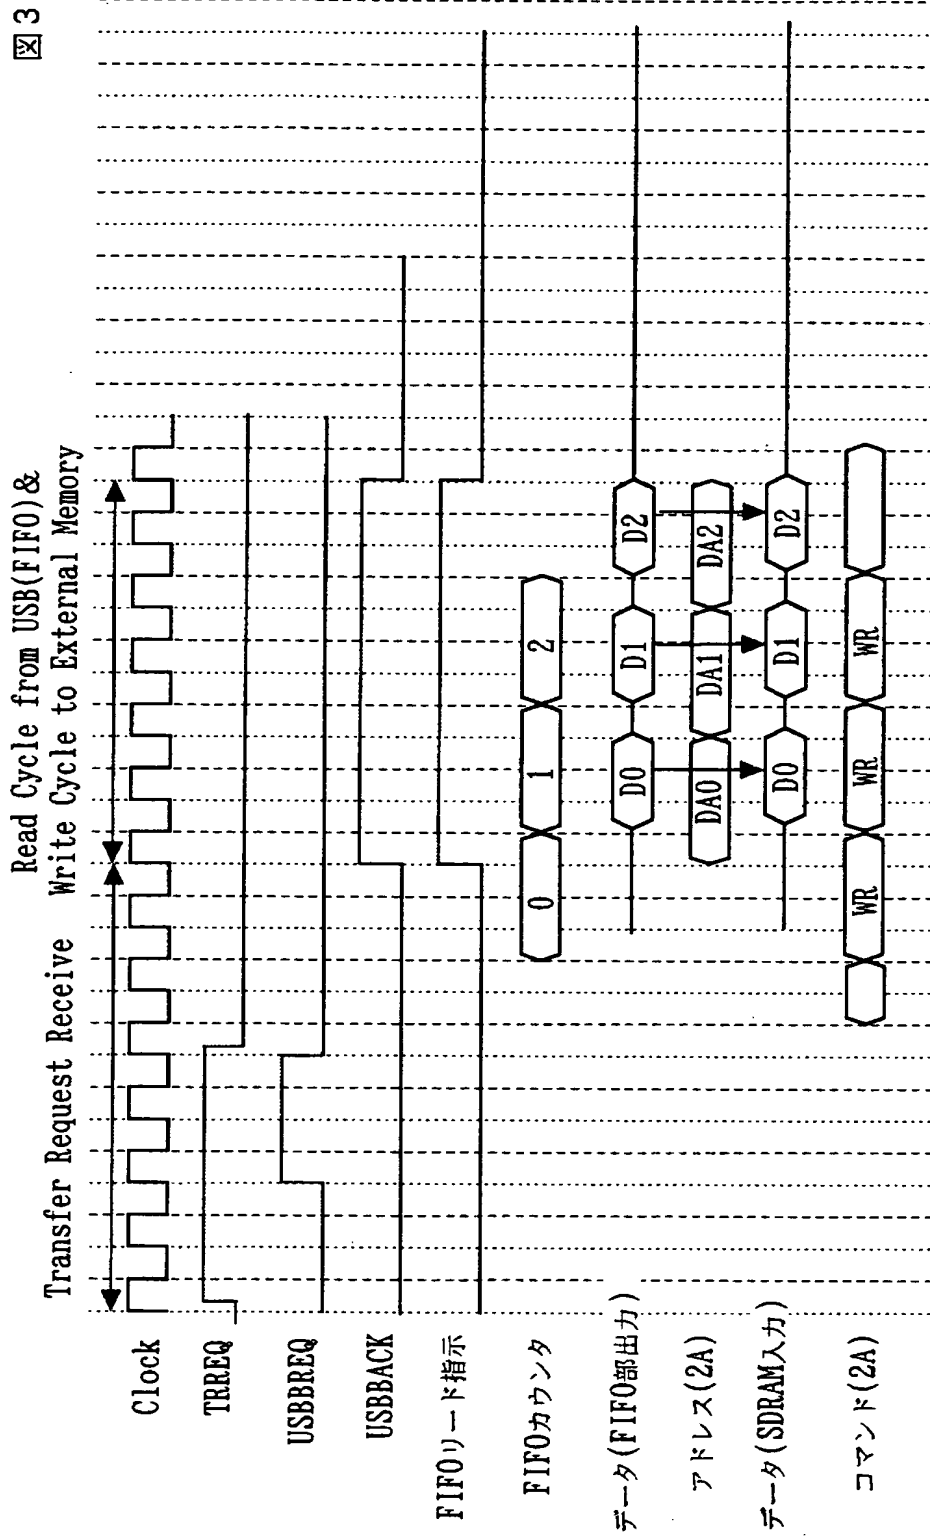 図 3
Read Cycle from USB(FIFO)&
Transfer Request Receive Write Cycle to External Memory
Clock
TRREQ
USBBREQ
USBBACK
FIFOリード指示
FIFOカウンタ 0 1 2
データ(FIFO部出力) D0 D1 D2
アドレス(2A) DA0 DA1 DA2
データ(SDRAM入力) D0 D1 D2
コマンド(2A) WR WR WR